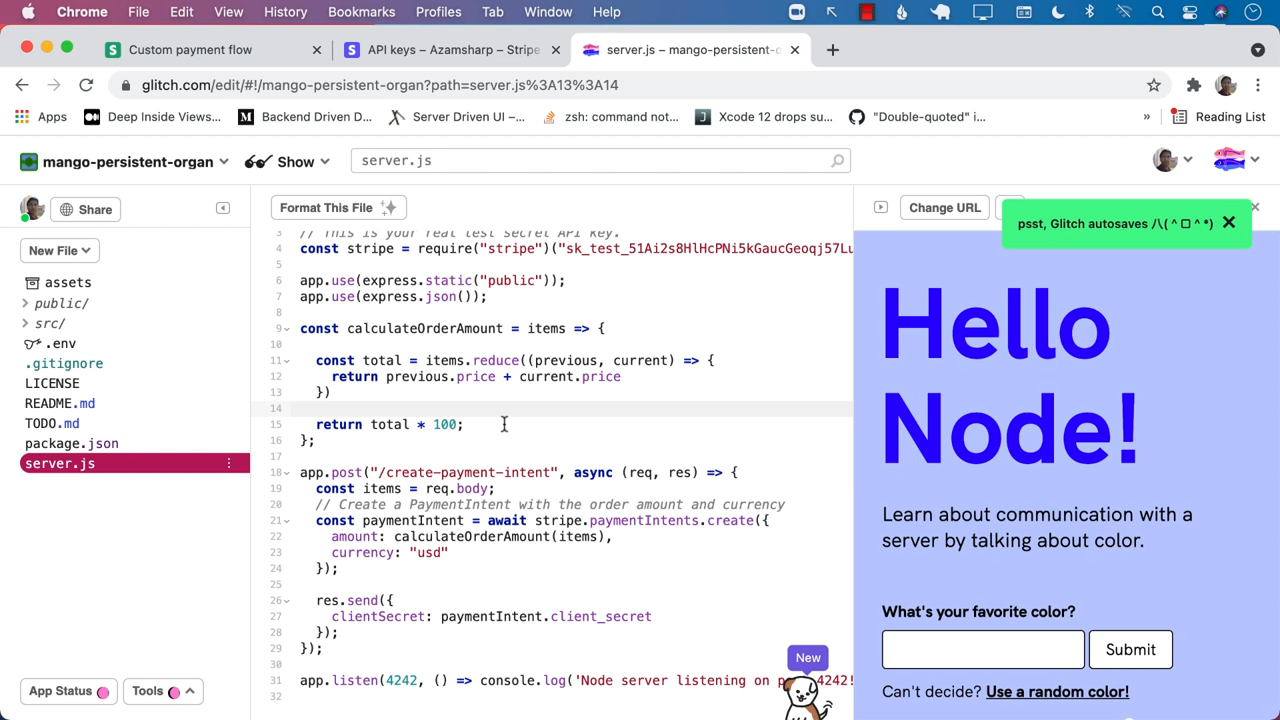 Chrome File Edit View History Bookmarks Profiles Tab Window Help
Custom payment flow
API keys – Azamsharp – Stripe
server.js – mango-persistent-o
glitch.com/edit/#!/mango-persistent-organ?path=server.js%3A13%3A14
Apps
Deep Inside Views...
Backend Driven D...
Server Driven UI –...
zsh: command not...
Xcode 12 drops su...
"Double-quoted" i...
»
Reading List
mango-persistent-organ
Show
server.js
Share
New File
assets
public/
src/
.env
.gitignore
LICENSE
README.md
TODO.md
package.json
server.js
App Status
Tools
Format This File
3 // This is your real test secret API key.
4 const stripe = require("stripe")("sk_test_51Ai2s8HlHcPNi5kGaucGeoqj57Lu
5
6 app.use(express.static("public"));
7 app.use(express.json());
8
9 const calculateOrderAmount = items => {
10
11 const total = items.reduce((previous, current) => {
12 return previous.price + current.price
13 })
14
15 return total * 100;
16 };
17
18 app.post("/create-payment-intent", async (req, res) => {
19 const items = req.body;
20 // Create a PaymentIntent with the order amount and currency
21 const paymentIntent = await stripe.paymentIntents.create({
22 amount: calculateOrderAmount(items),
23 currency: "usd"
24 });
25
26 res.send({
27 clientSecret: paymentIntent.client_secret
28 });
29 });
30
31 app.listen(4242, () => console.log('Node server listening on p 4242!
32
New
Change URL
psst, Glitch autosaves
Hello
Node!
Learn about communication with a
server by talking about color.
What's your favorite color?
Submit
Can't decide? Use a random color!